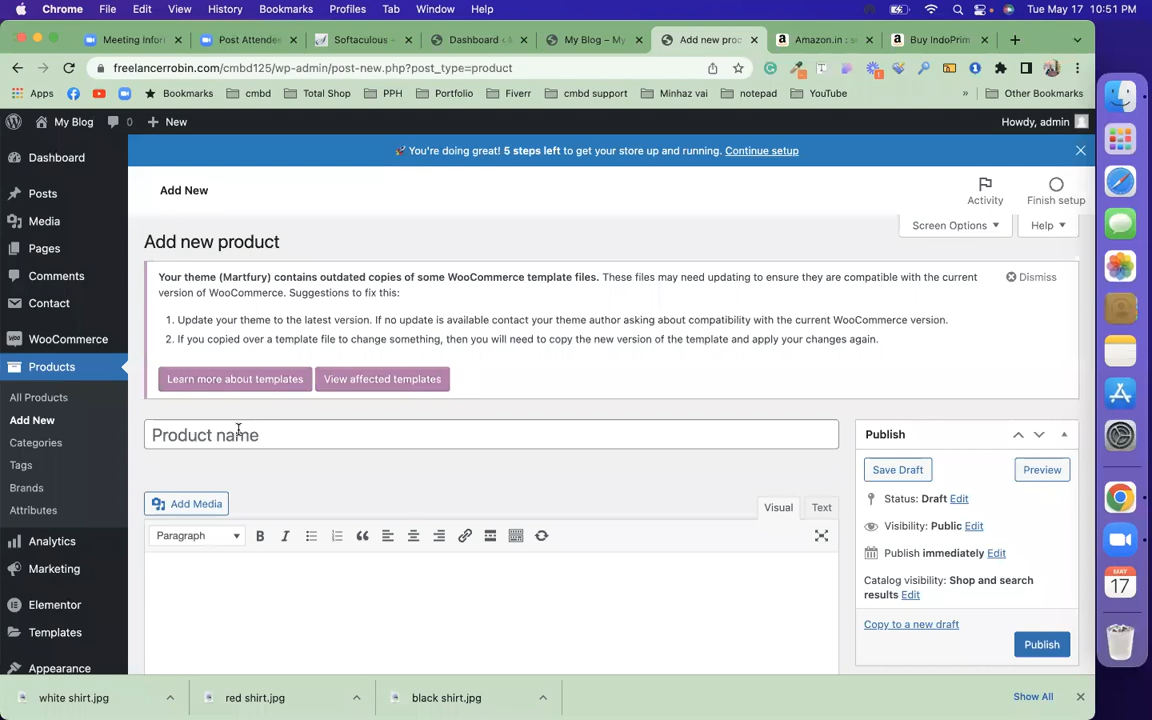 Chrome File Edit View History Bookmarks Profiles Tab Window Help Tue May 17 10:51 PM
Meeting Infor Post Attende Softaculous - Dashboard ‹ My Blog – My Add new pro Amazon.in : s Buy IndoPrim
freelancerrobin.com/cmbd125/wp-admin/post-new.php?post_type=product
Apps Bookmarks cmbd Total Shop PPH Portfolio Fiverr cmbd support Minhaz vai notepad YouTube » Other Bookmarks
My Blog 0 New Howdy, admin
Dashboard
Posts
Media
Pages
Comments
Contact
WooCommerce
Products
All Products
Add New
Categories
Tags
Brands
Attributes
Analytics
Marketing
Elementor
Templates
Appearance
🚀 You're doing great! 5 steps left to get your store up and running. Continue setup
Add New
Activity
Finish setup
Screen Options Help
Add new product
Your theme (Martfury) contains outdated copies of some WooCommerce template files. These files may need updating to ensure they are compatible with the current
version of WooCommerce. Suggestions to fix this:
Dismiss
1. Update your theme to the latest version. If no update is available contact your theme author asking about compatibility with the current WooCommerce version.
2. If you copied over a template file to change something, then you will need to copy the new version of the template and apply your changes again.
Learn more about templates View affected templates
Product name
Add Media
Visual Text
Paragraph
Publish
Save Draft Preview
Status: Draft Edit
Visibility: Public Edit
Publish immediately Edit
Catalog visibility: Shop and search
results Edit
Copy to a new draft
Publish
MAY
17
white shirt.jpg red shirt.jpg black shirt.jpg Show All